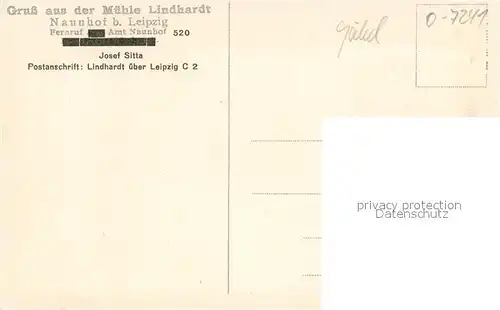 Gruß aus der Mühle Lindhardt
Naunhof b. Leipzig
Fernruf Amt Naunhof 520
Josef Sitta
Postanschrift: Lindhardt über Leipzig C 2
O-7241
privacy protection
Datenschutz